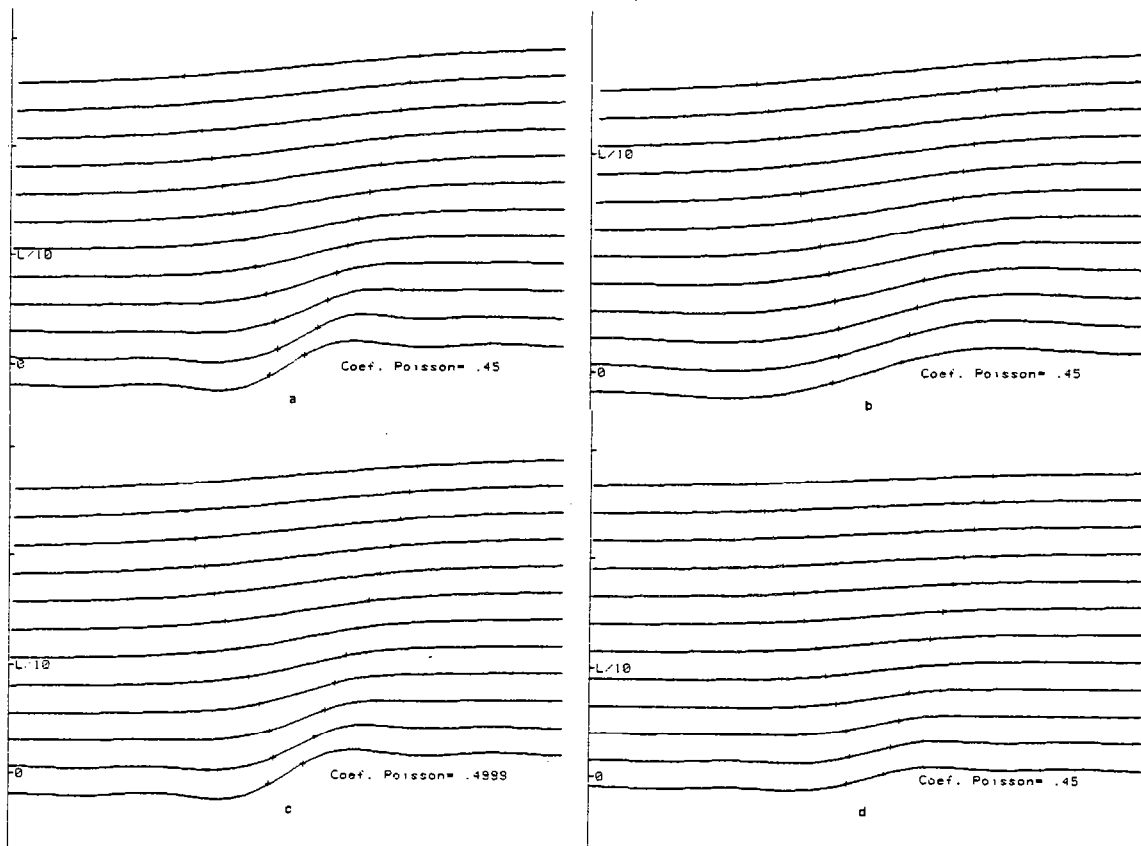 L/10
0
Coef. Poisson= .45
a
L/10
0
Coef. Poisson= .45
b
L/10
0
Coef. Poisson= .4999
c
L/10
0
Coef. Poisson= .45
d